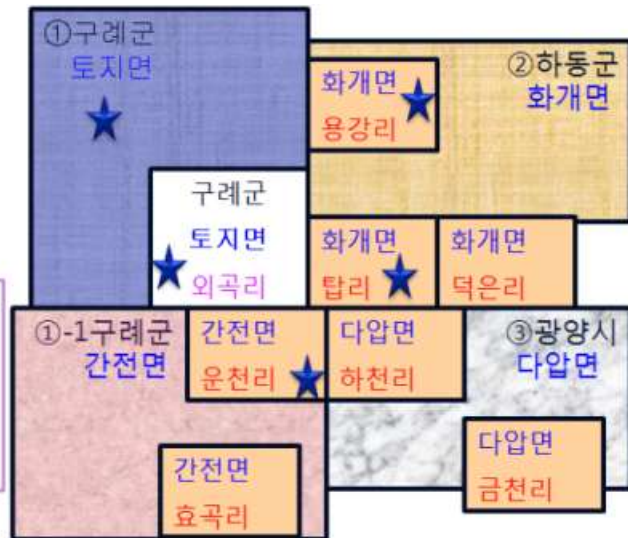 ①구례군
토지면
②하동군
화개면
화개면
용강리
구례군
토지면
외곡리
화개면
탑리
화개면
덕은리
①-1구례군
간전면
간전면
운천리
다압면
하천리
③광양시
다압면
간전면
효곡리
다압면
금천리